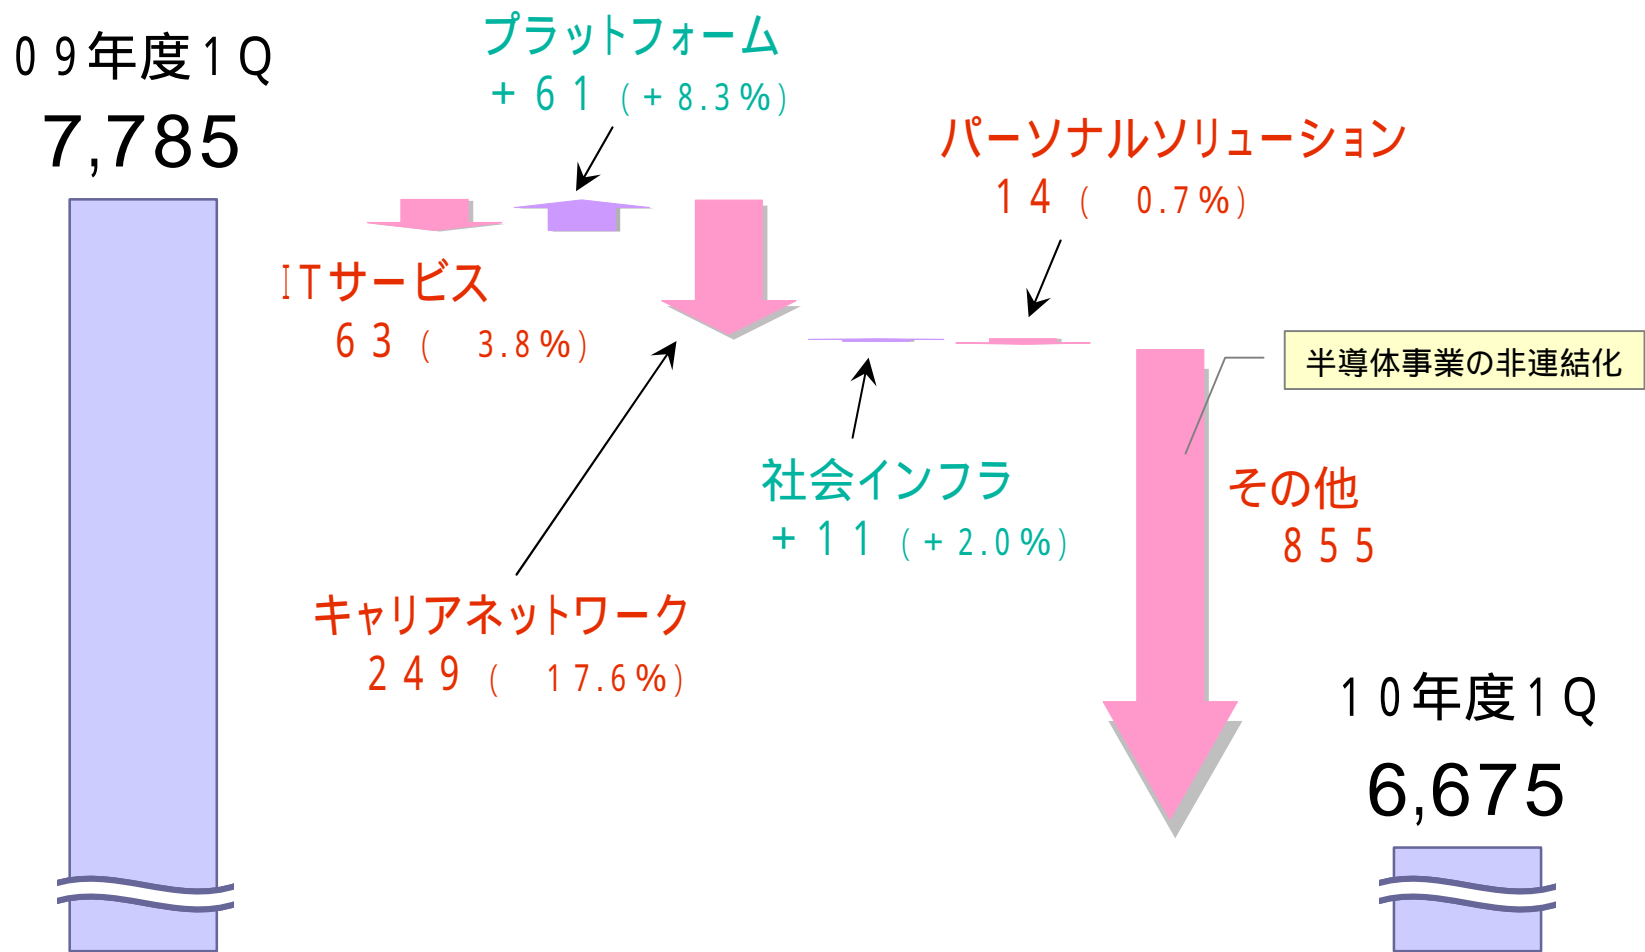 09年度1Q
7,785
プラットフォーム
+61(+8.3%)
パーソナルソリューション
14( 0.7%)
ITサービス
63( 3.8%)
半導体事業の非連結化
社会インフラ
+11(+2.0%)
その他
855
キャリアネットワーク
249( 17.6%)
10年度1Q
6,675